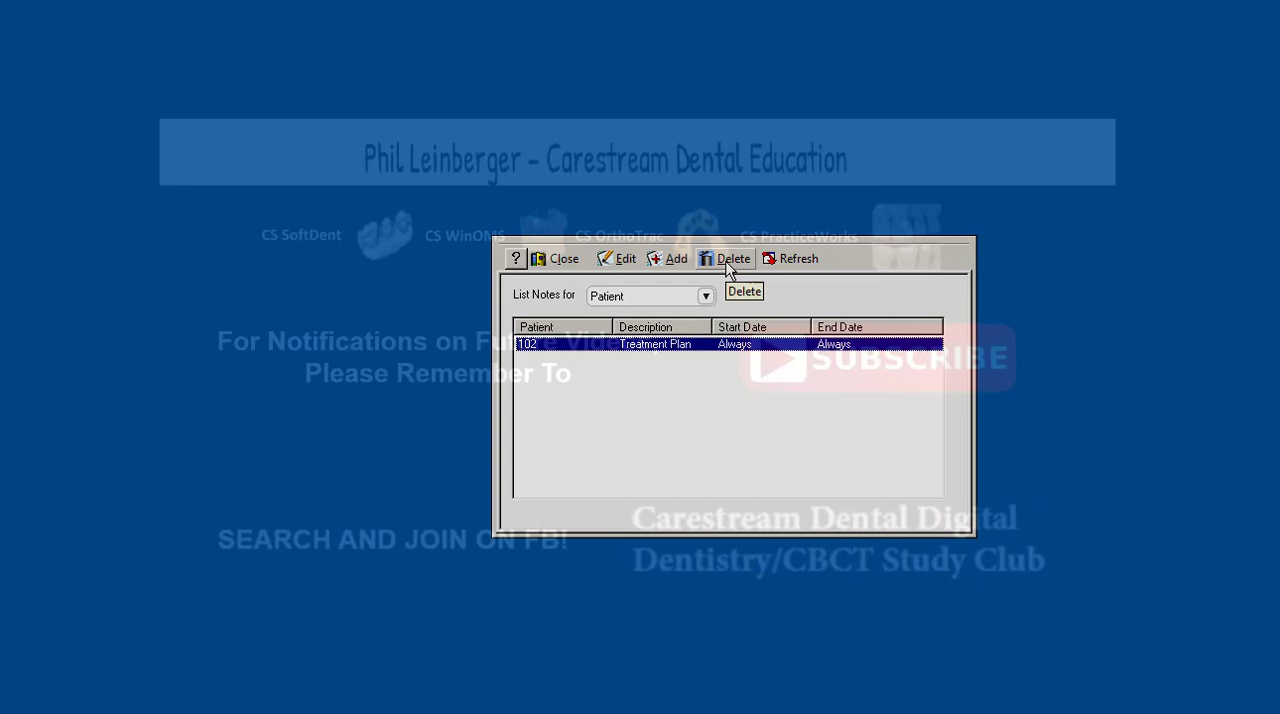 Phil Leinberger – Carestream Dental Education
CS SoftDent CS WinOMS CS OrthoTrac CS PracticeWorks
? Close Edit Add Delete Refresh
List Notes for Patient
Delete
Patient Description Start Date End Date
102 Treatment Plan Always Always
For Notifications on Future Vide
Please Remember To
SUBSCRIBE
SEARCH AND JOIN ON FB!
Carestream Dental Digital
Dentistry/CBCT Study Club